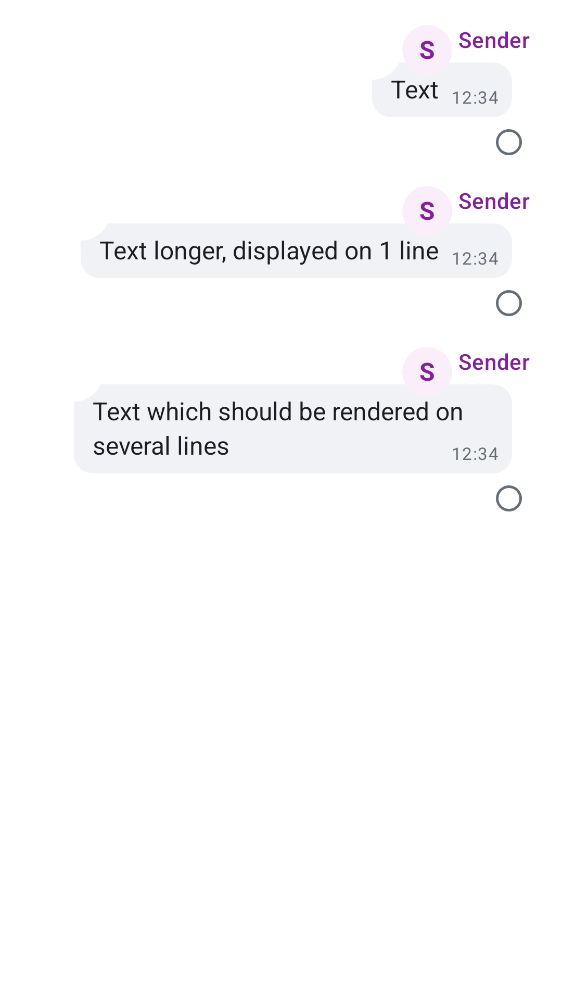 S Sender
Text 12:34
S Sender
Text longer, displayed on 1 line 12:34
S Sender
Text which should be rendered on
several lines 12:34